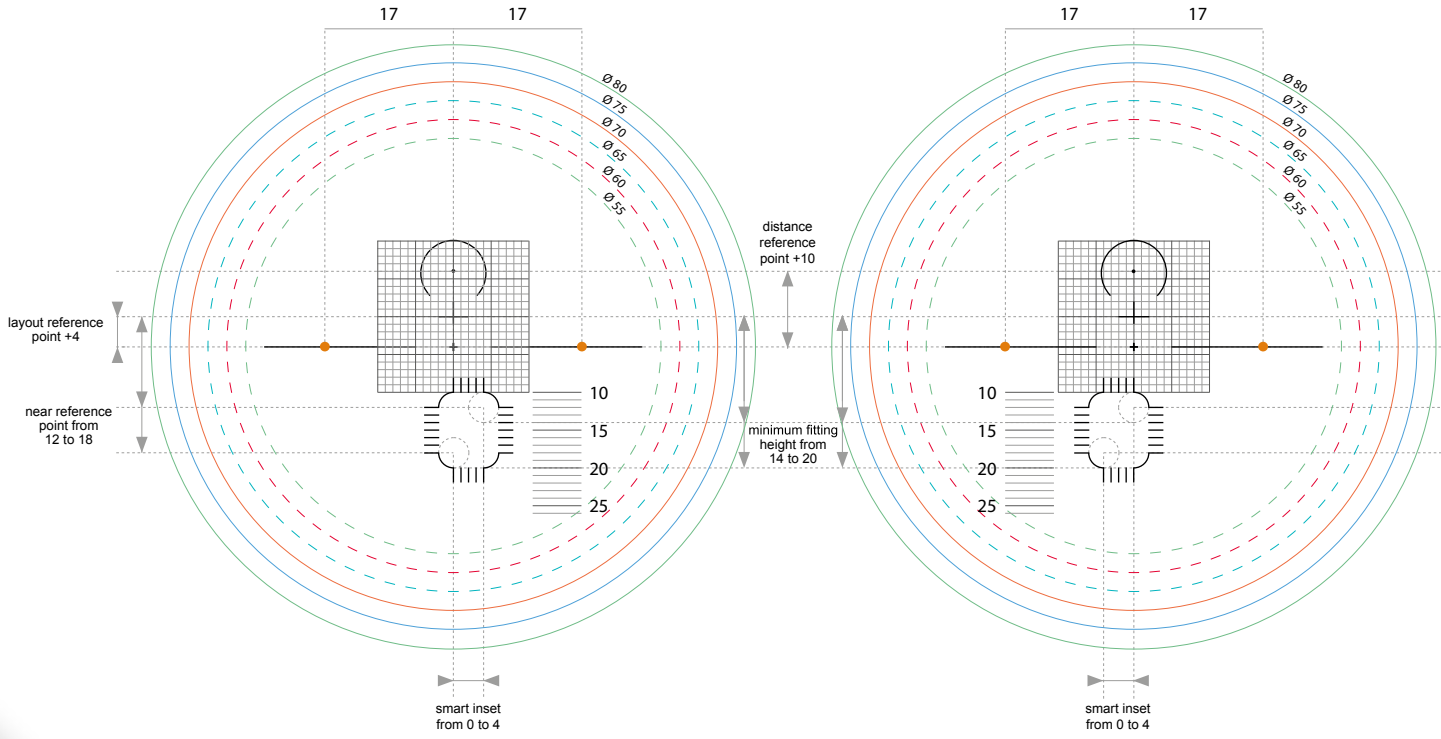 17 17
17 17
Ø 80
Ø 75
Ø 70
Ø 65
Ø 60
Ø 55
Ø 80
Ø 75
Ø 70
Ø 65
Ø 60
Ø 55
distance
reference
point +10
layout reference
point +4
near reference
point from
12 to 18
10
15
20
25
minimum fitting
height from
14 to 20
10
15
20
25
smart inset
from 0 to 4
smart inset
from 0 to 4